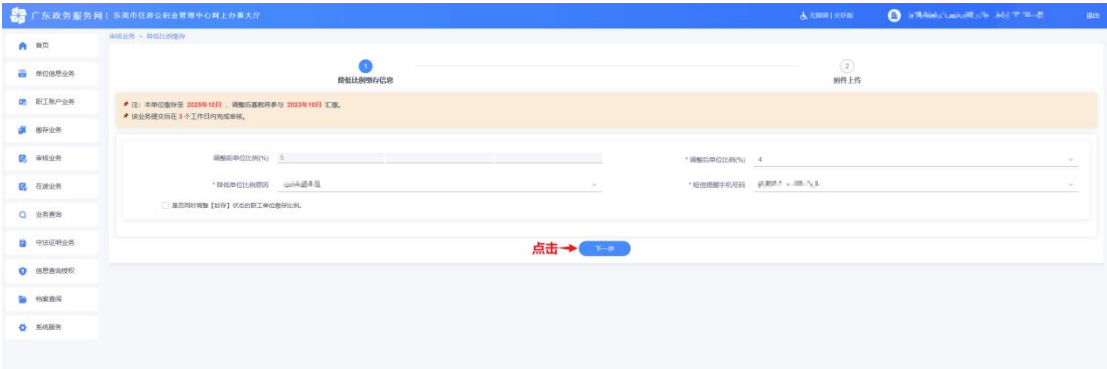 广东政务服务网 | 东莞市住房公积金管理中心网上办事大厅
无障碍 | 关怀版
退出
首页
单位信息业务
职工账户业务
缴存业务
审核业务
在途业务
业务查询
守法证明业务
信息查询授权
档案查阅
系统服务
审核业务 > 降低比例缴存
1
降低比例缴存信息
2
附件上传
注：本单位缴存至 2025年10月 ，调整后基数将参与 2023年10月 汇缴。
该业务提交后在 3 个工作日内完成审核。
调整前单位比例(%) 5
* 调整后单位比例(%) 4
* 降低单位比例原因
* 短信提醒手机号码
是否同时调整【封存】状态的职工单位缴存比例。
点击
下一步